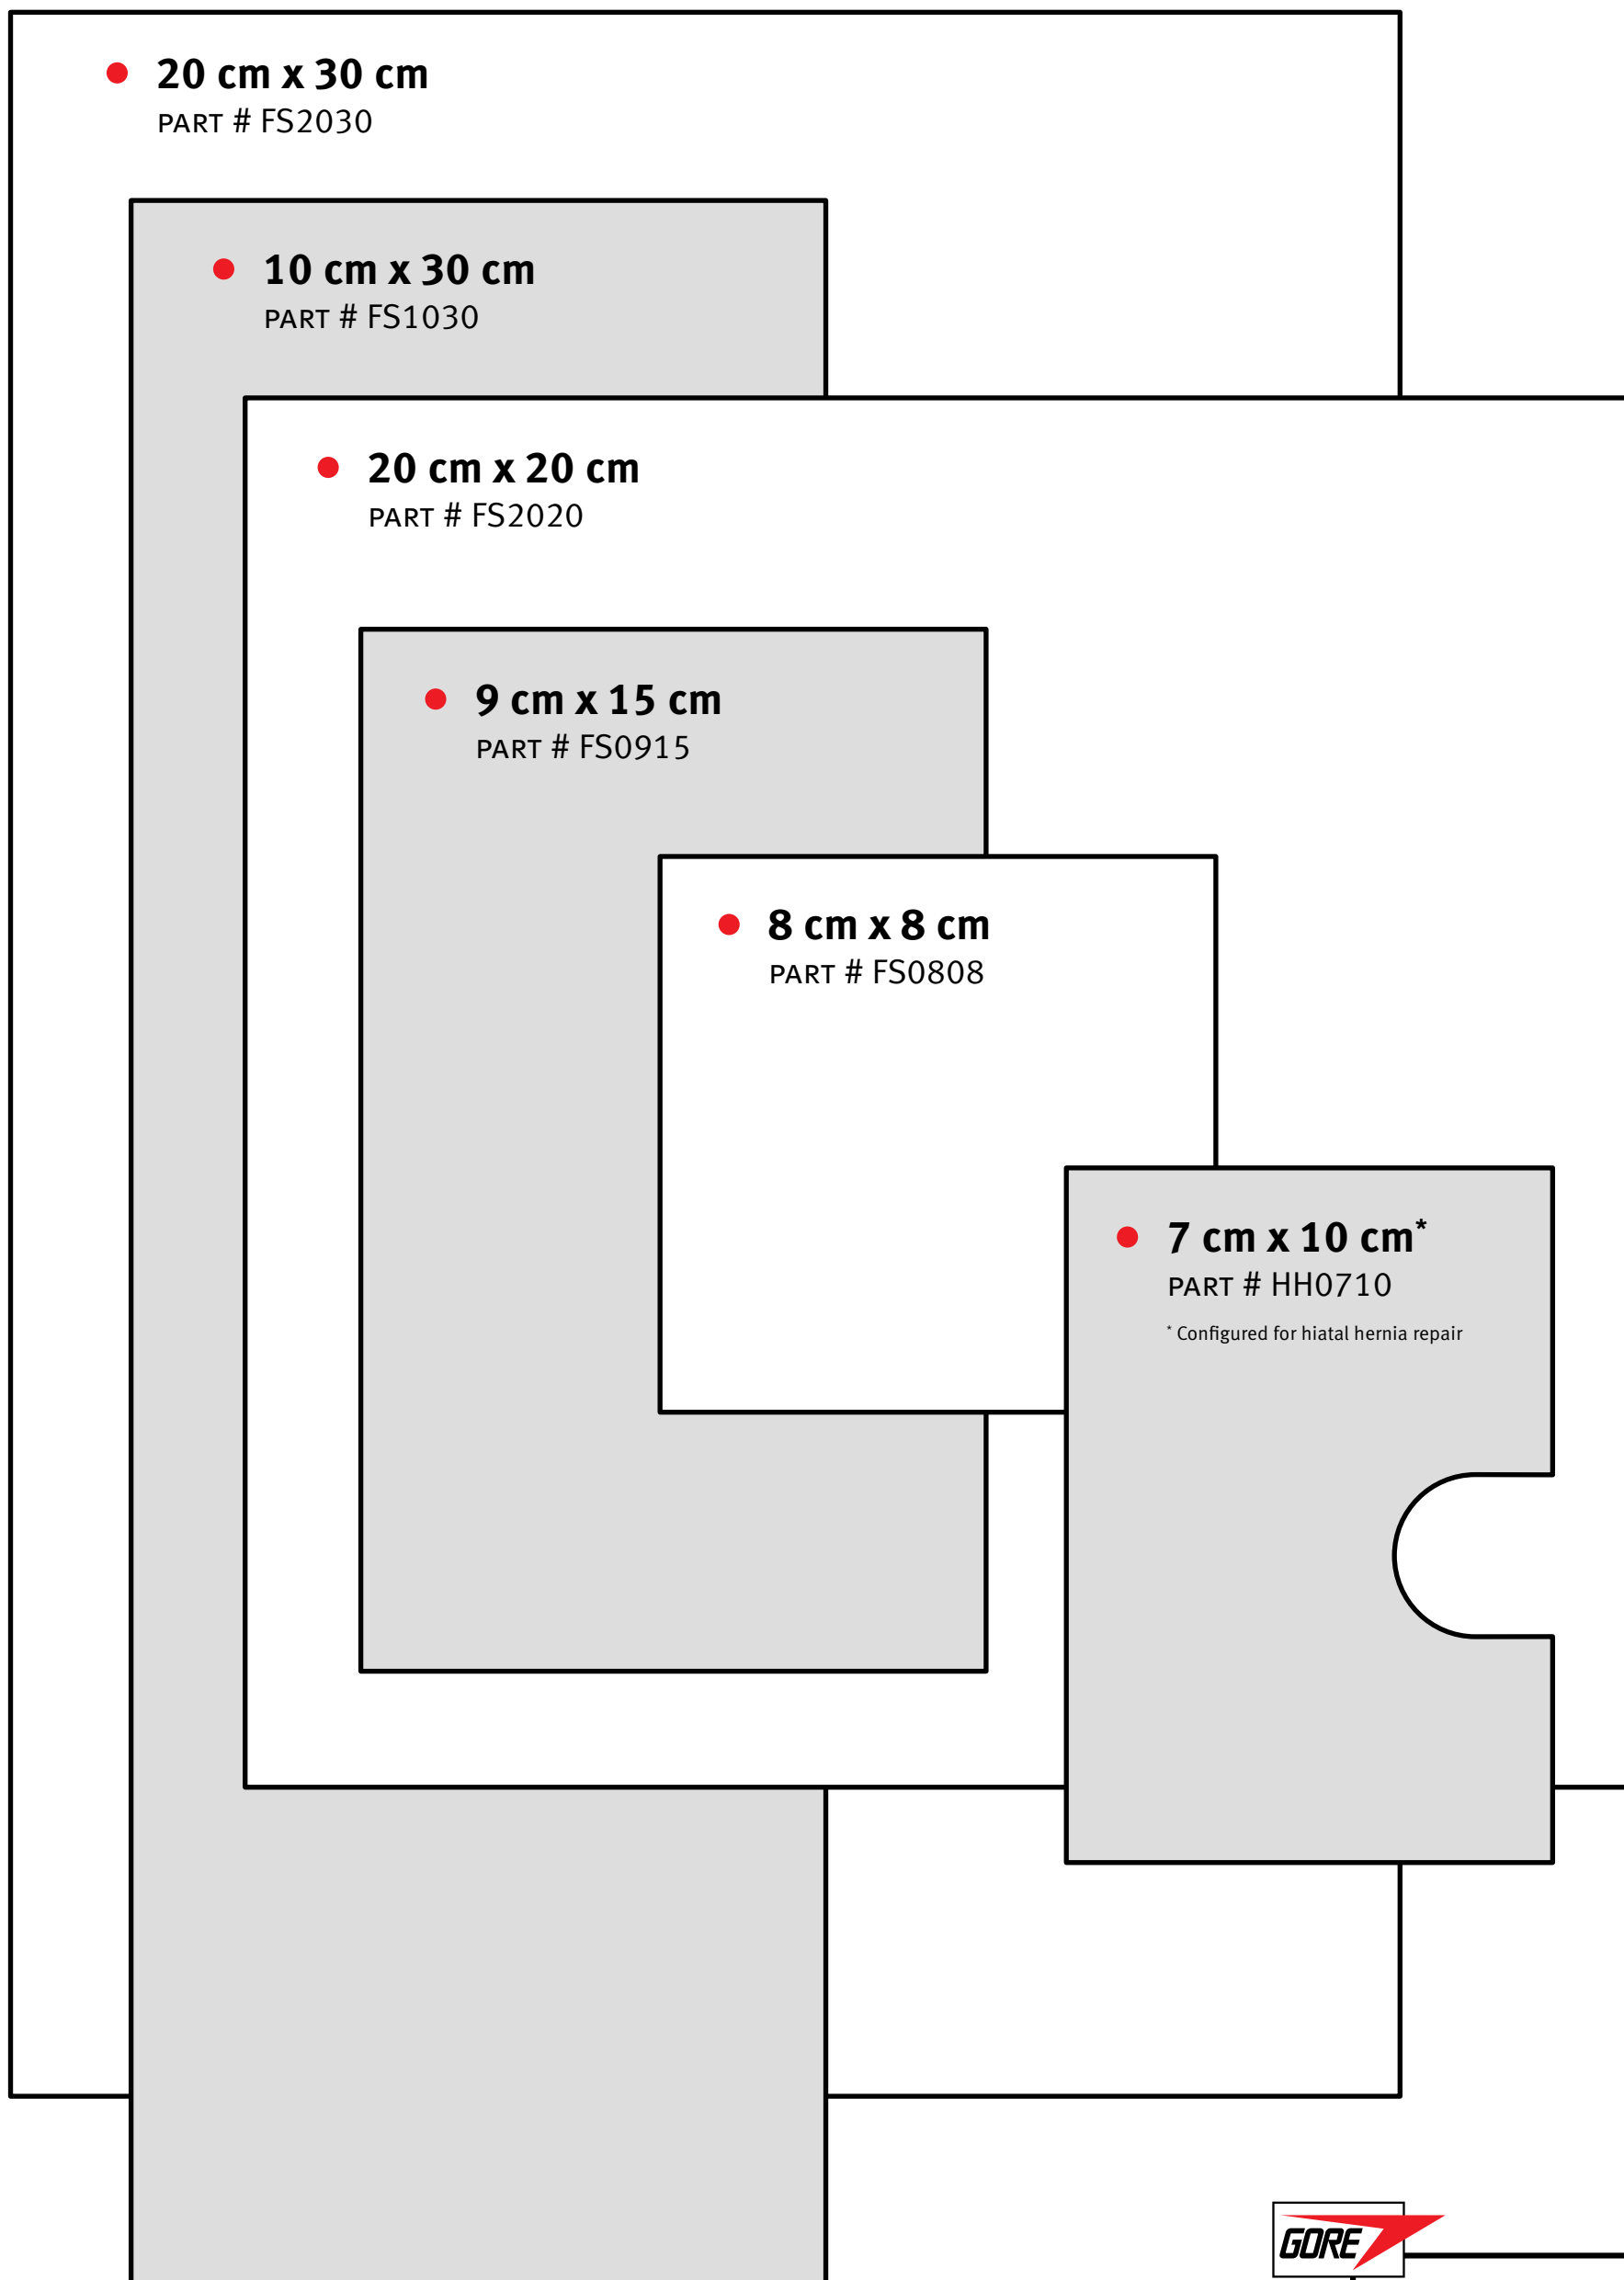 20 cm x 30 cm
PART # FS2030
10 cm x 30 cm
PART # FS1030
20 cm x 20 cm
PART # FS2020
9 cm x 15 cm
PART # FS0915
8 cm x 8 cm
PART # FS0808
7 cm x 10 cm*
PART # HH0710
* Configured for hiatal hernia repair
GORE